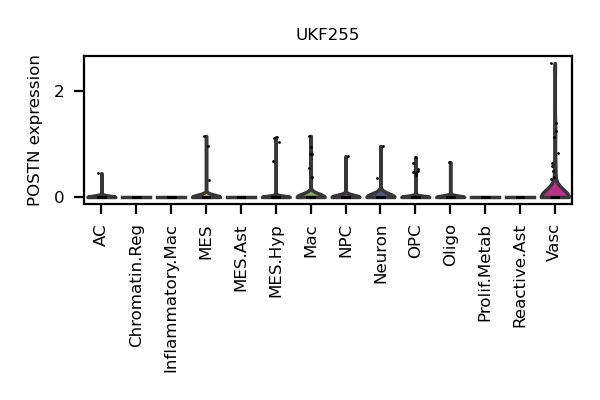 UKF255
POSTN expression
2
0
AC
Chromatin.Reg
Inflammatory.Mac
MES
MES.Ast
MES.Hyp
Mac
NPC
Neuron
OPC
Oligo
Prolif.Metab
Reactive.Ast
Vasc